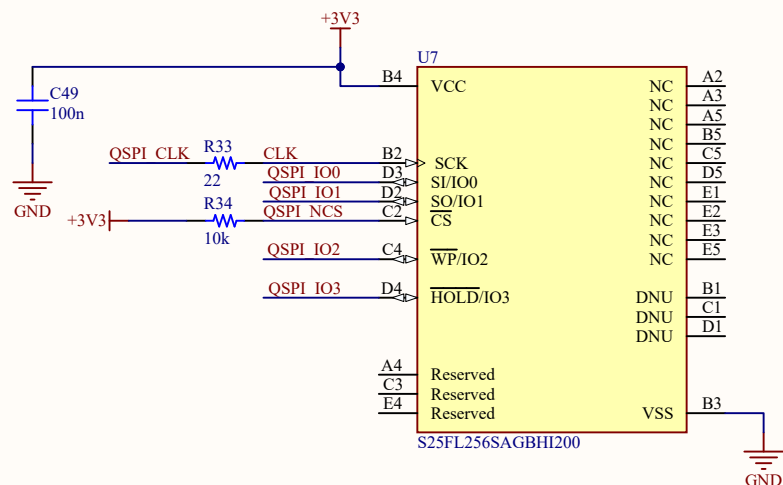 +3V3
U7
C49
100n
GND
B4 VCC NC A2
NC A3
NC A5
NC B5
QSPI_CLK R33 22 CLK B2 SCK NC C5
QSPI_IO0 D3 SI/IO0 NC D5
QSPI_IO1 D2 SO/IO1 NC E1
+3V3 R34 10k QSPI_NCS C2 CS NC E2
NC E3
QSPI_IO2 C4 WP/IO2 NC E5
QSPI_IO3 D4 HOLD/IO3 DNU B1
DNU C1
DNU D1
A4 Reserved
C3 Reserved
E4 Reserved VSS B3
S25FL256SAGBHI200
GND